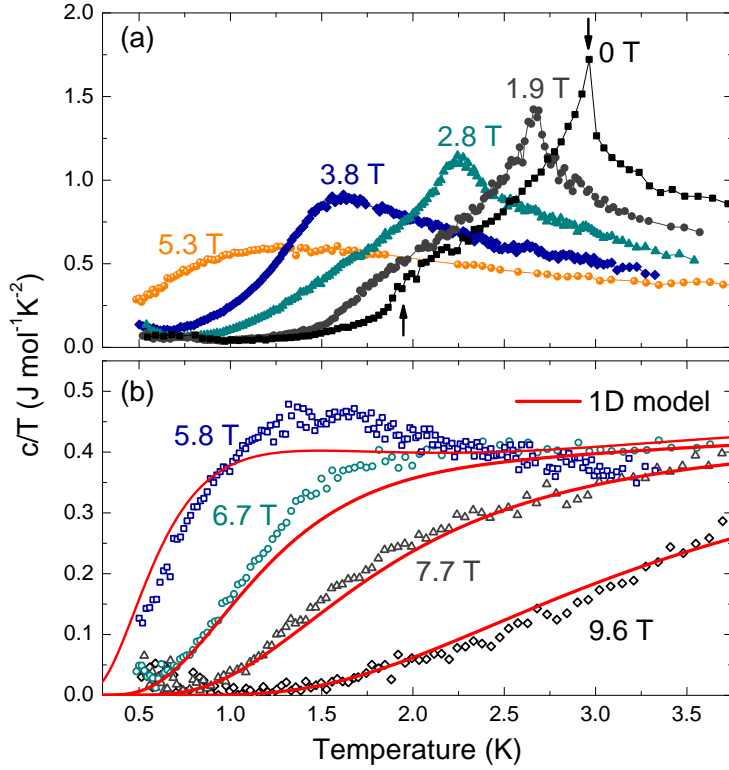 (a)
0 T
1.9 T
2.8 T
3.8 T
5.3 T
2.0
1.5
1.0
0.5
0.0
c/T (J mol⁻¹K⁻²)
(b)
1D model
5.8 T
6.7 T
7.7 T
9.6 T
0.5
0.4
0.3
0.2
0.1
0.0
0.5 1.0 1.5 2.0 2.5 3.0 3.5
Temperature (K)